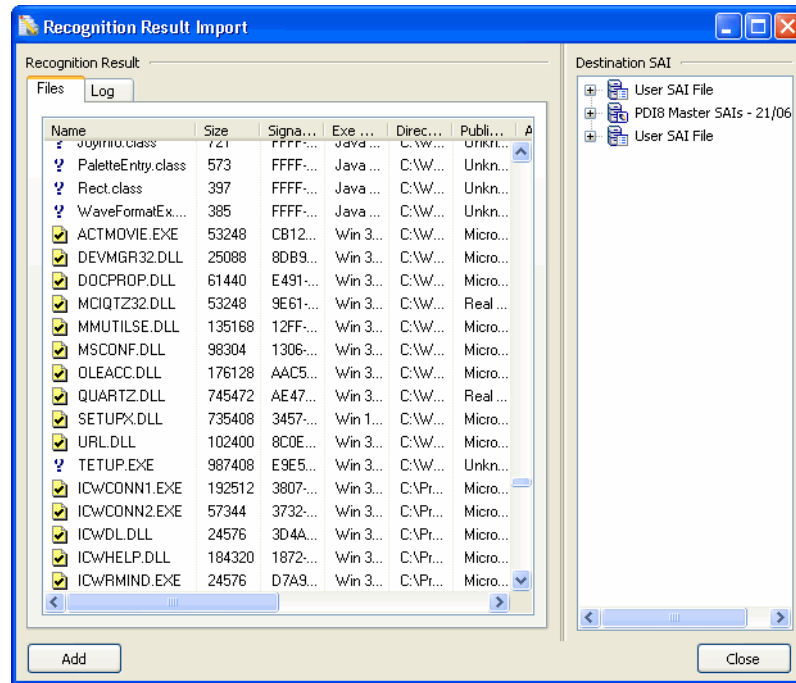 Recognition Result Import
Recognition Result
Files Log
Name Size Signa... Exe ... Direc... Publi... A
JoyInfo.class 721 FFFF-... Java ... C:\W... Unkn...
PaletteEntry.class 573 FFFF-... Java ... C:\W... Unkn...
Rect.class 397 FFFF-... Java ... C:\W... Unkn...
WaveFormatEx.... 385 FFFF-... Java ... C:\W... Unkn...
ACTMOVIE.EXE 53248 CB12... Win 3... C:\W... Micro...
DEVMGR32.DLL 25088 8DB9... Win 3... C:\W... Micro...
DOCPROP.DLL 61440 E491-... Win 3... C:\W... Micro...
MCIQTZ32.DLL 53248 9E61-... Win 3... C:\W... Real ...
MMUTILSE.DLL 135168 12FF-... Win 3... C:\W... Micro...
MSCONF.DLL 98304 1306-... Win 3... C:\W... Micro...
OLEACC.DLL 176128 AAC5... Win 3... C:\W... Micro...
QUARTZ.DLL 745472 AE47... Win 3... C:\W... Real ...
SETUPX.DLL 735408 3457-... Win 1... C:\W... Micro...
URL.DLL 102400 8C0E... Win 3... C:\W... Micro...
TETUP.EXE 987408 E9E5... Win 3... C:\W... Unkn...
ICWCONN1.EXE 192512 3807-... Win 3... C:\Pr... Micro...
ICWCONN2.EXE 57344 3732-... Win 3... C:\Pr... Micro...
ICWDL.DLL 24576 3D4A... Win 3... C:\Pr... Micro...
ICWHELP.DLL 184320 1872-... Win 3... C:\Pr... Micro...
ICWRMIND.EXE 24576 D7A9... Win 3... C:\Pr... Micro...
Destination SAI
User SAI File
PDI8 Master SAIs - 21/06
User SAI File
Add
Close